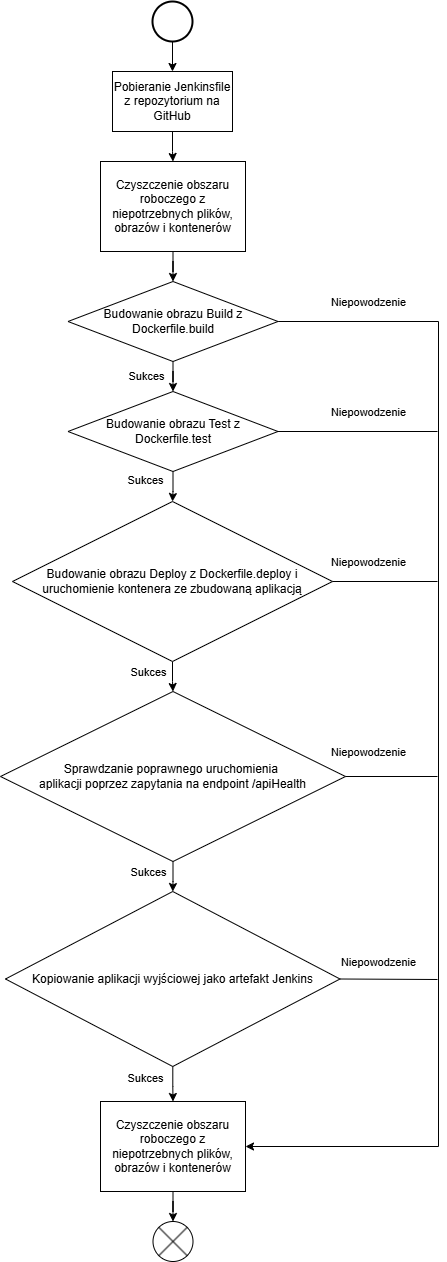 Pobieranie Jenkinsfile
z repozytorium na
GitHub
Czyszczenie obszaru
roboczego z
niepotrzebnych plików,
obrazów i kontenerów
Budowanie obrazu Build z
Dockerfile.build
Niepowodzenie
Sukces
Budowanie obrazu Test z
Dockerfile.test
Niepowodzenie
Sukces
Budowanie obrazu Deploy z Dockerfile.deploy i
uruchomienie kontenera ze zbudowaną aplikacją
Niepowodzenie
Sukces
Sprawdzanie poprawnego uruchomienia
aplikacji poprzez zapytania na endpoint /apiHealth
Niepowodzenie
Sukces
Kopiowanie aplikacji wyjściowej jako artefakt Jenkins
Niepowodzenie
Sukces
Czyszczenie obszaru
roboczego z
niepotrzebnych plików,
obrazów i kontenerów